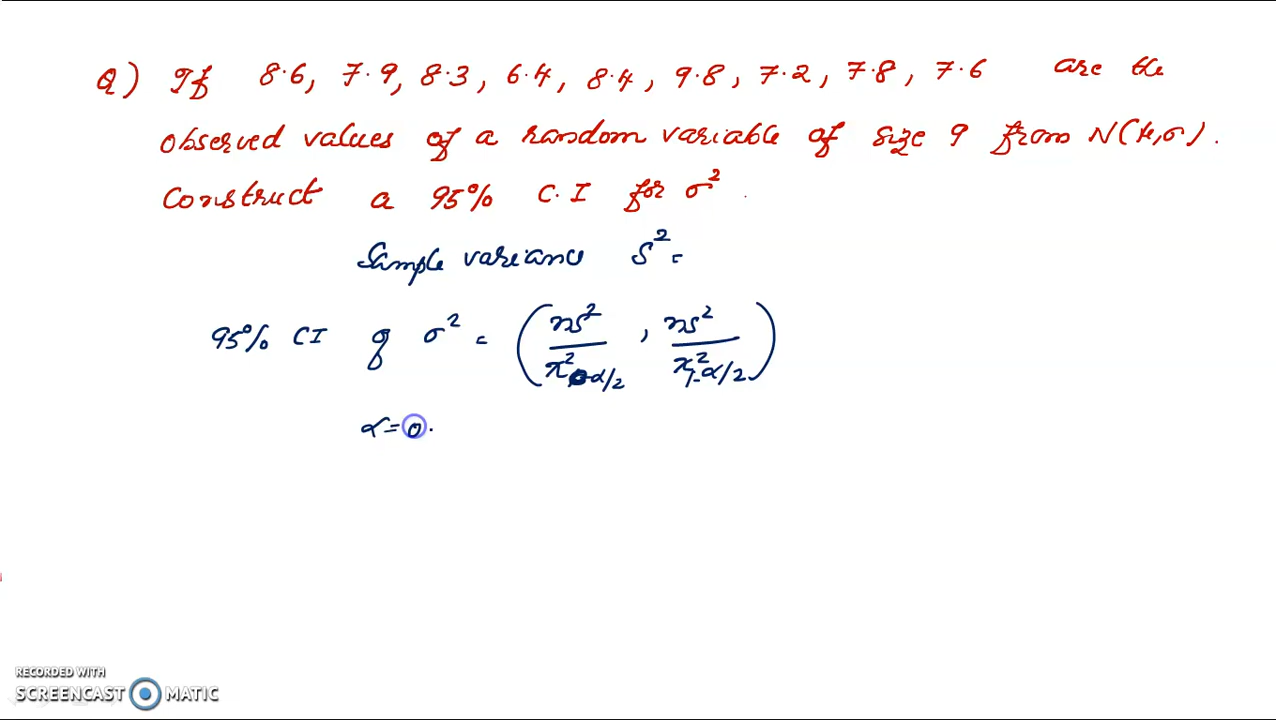 Q) If 8.6, 7.9, 8.3, 6.4, 8.4, 9.8, 7.2, 7.8, 7.6 are the
observed values of a random variable of size 9 from N(μ,σ).
Construct a 95% C.I for σ²
Sample variance S² =
95% CI of σ² = (ns²/χ²α/2 , ns²/χ²1-α/2)
α=0.
RECORDED WITH
SCREENCAST MATIC